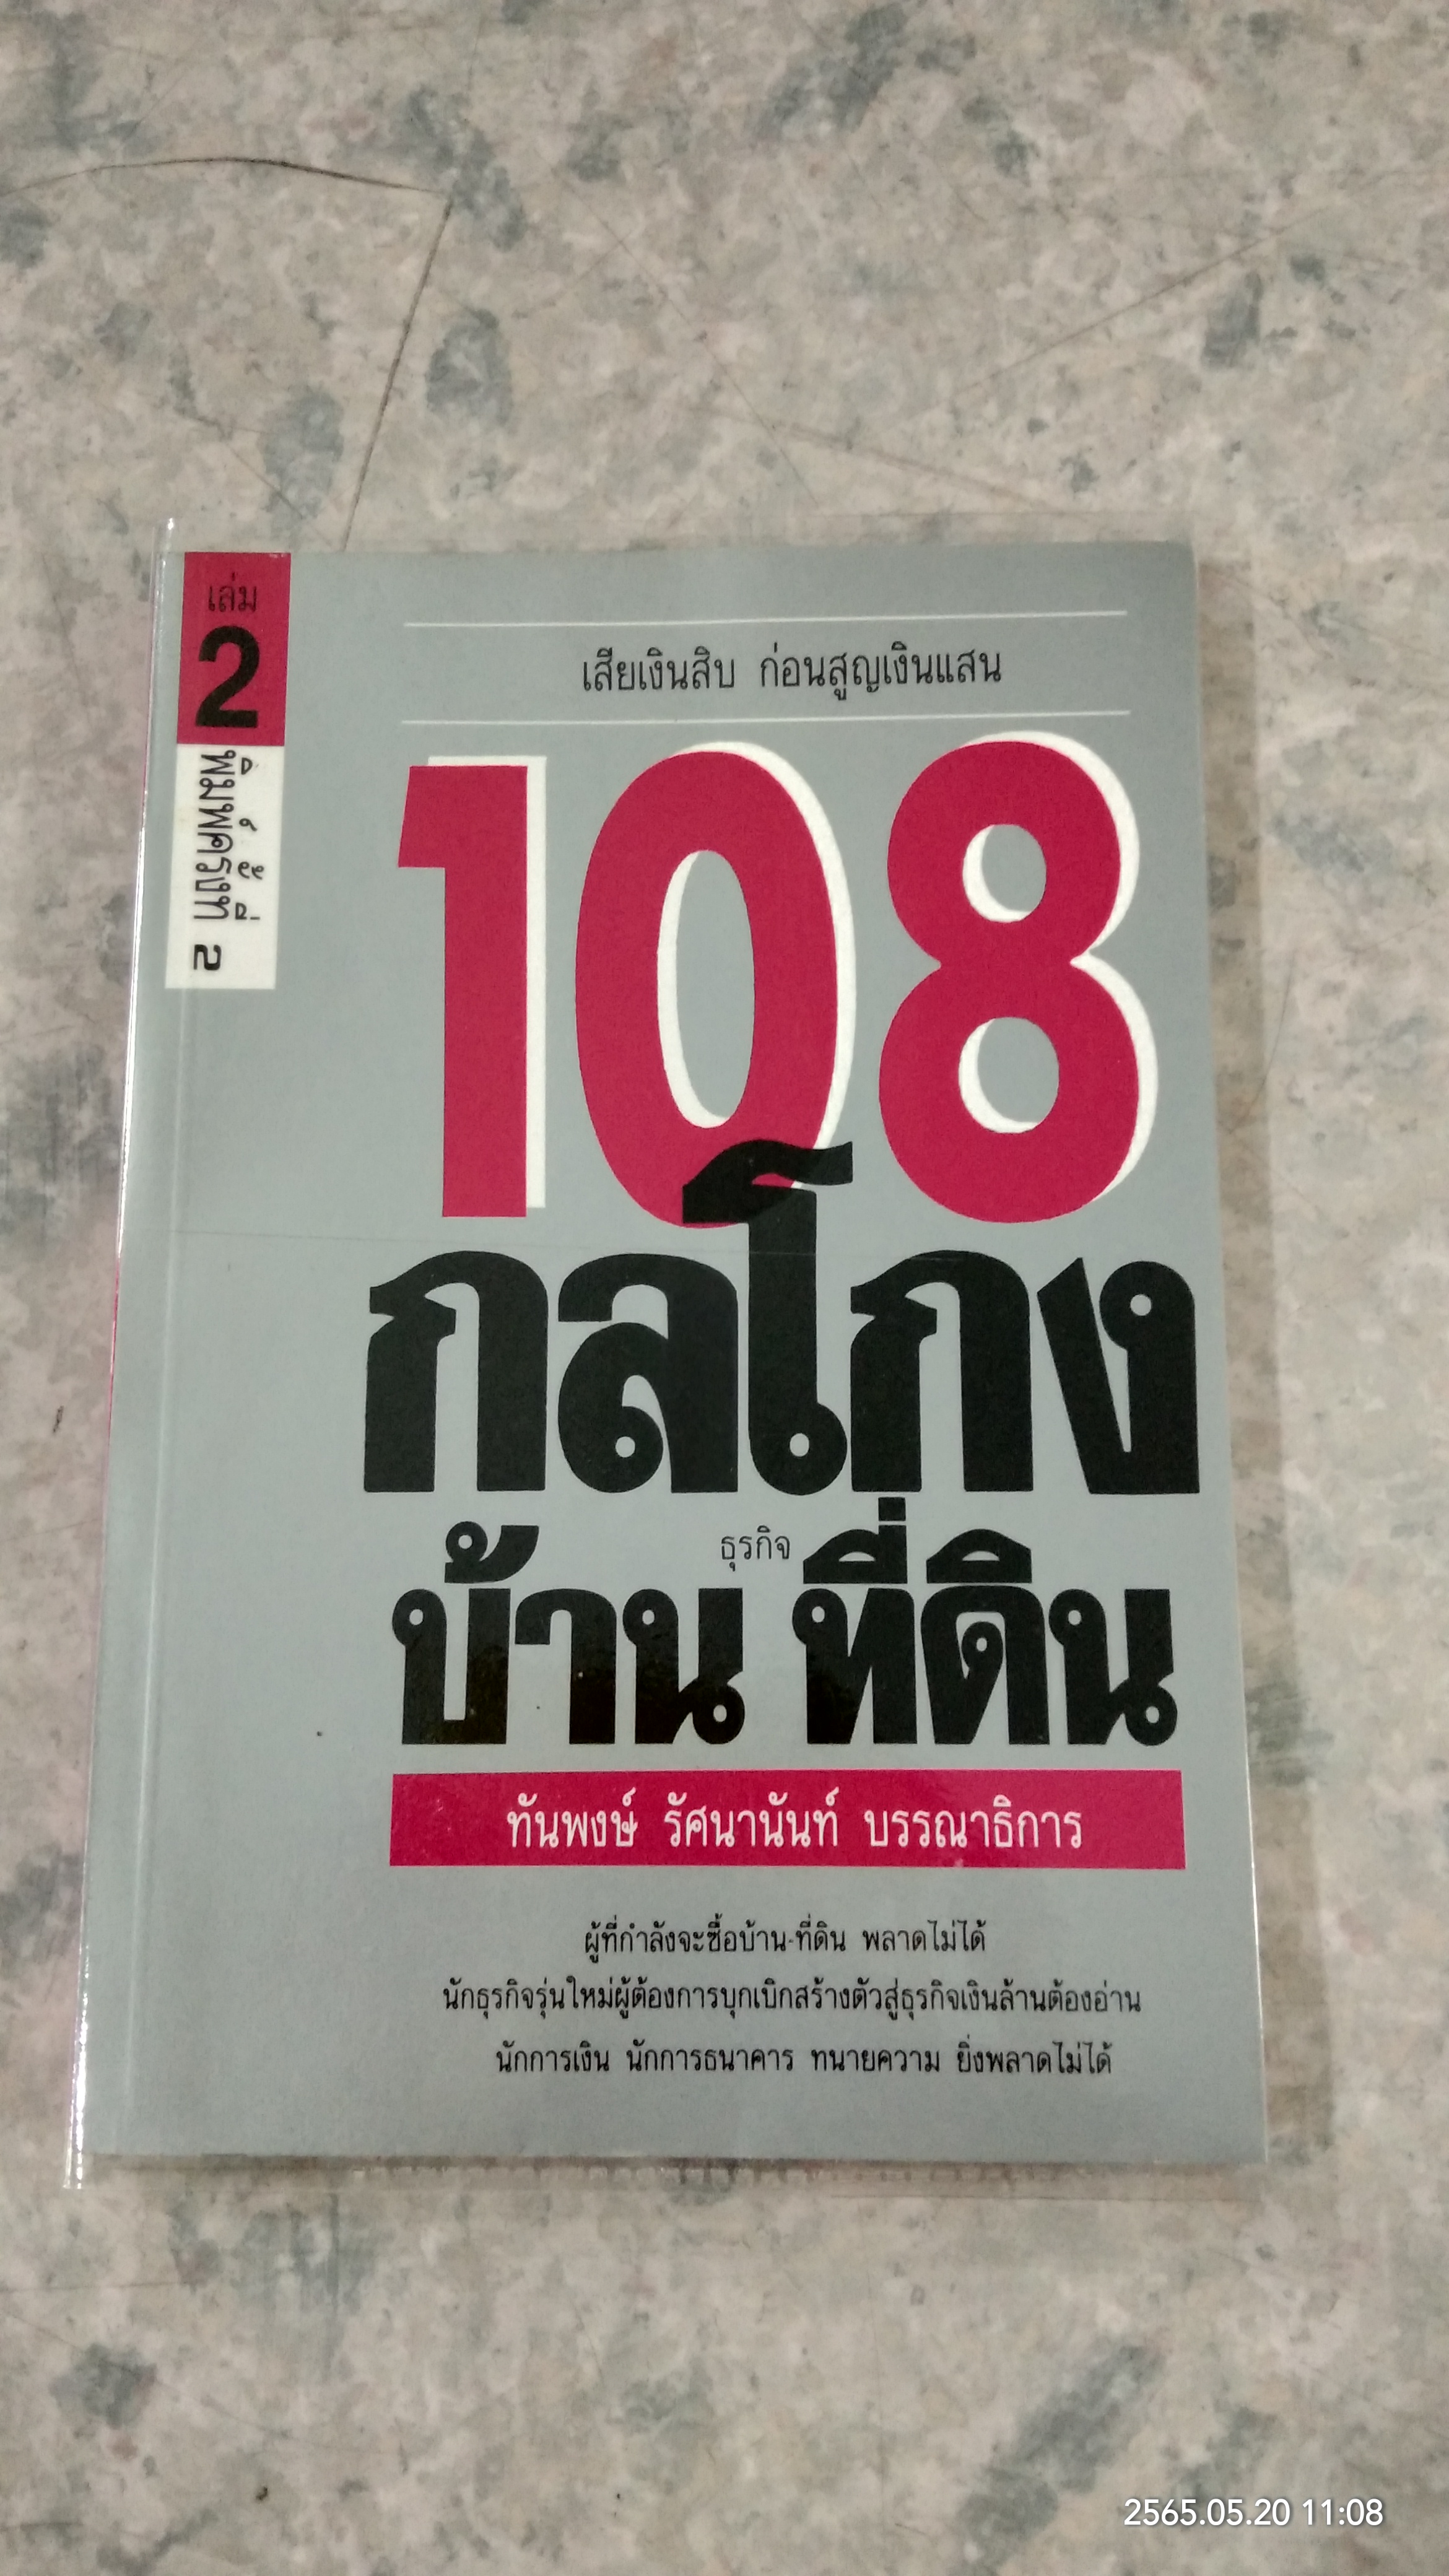 เล่ม
2
พิมพ์ครั้งที่ 2
เสียเงินสิบ ก่อนสูญเงินแสน
108
กลโกง
ธุรกิจ
บ้าน ที่ดิน
ทันพงษ์ รัศนานันท์ บรรณาธิการ
ผู้ที่กำลังจะซื้อบ้าน-ที่ดิน พลาดไม่ได้
นักธุรกิจรุ่นใหม่ผู้ต้องการบุกเบิกสร้างตัวสู่ธุรกิจเงินล้านต้องอ่าน
นักการเงิน นักการธนาคาร ทนายความ ยิ่งพลาดไม่ได้
2565.05.20 11:08